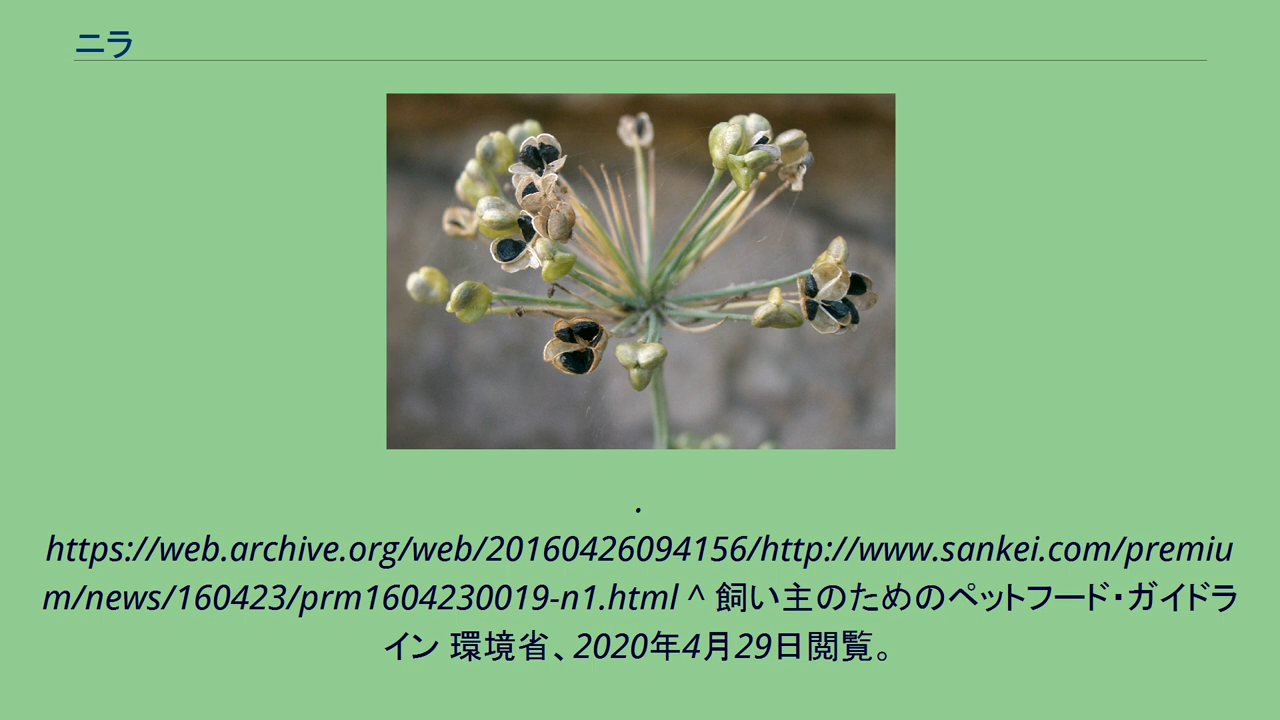 ニラ
.
https://web.archive.org/web/20160426094156/http://www.sankei.com/premiu
m/news/160423/prm1604230019-n1.html ^ 飼い主のためのペットフード・ガイドラ
イン 環境省、2020年4月29日閲覧。